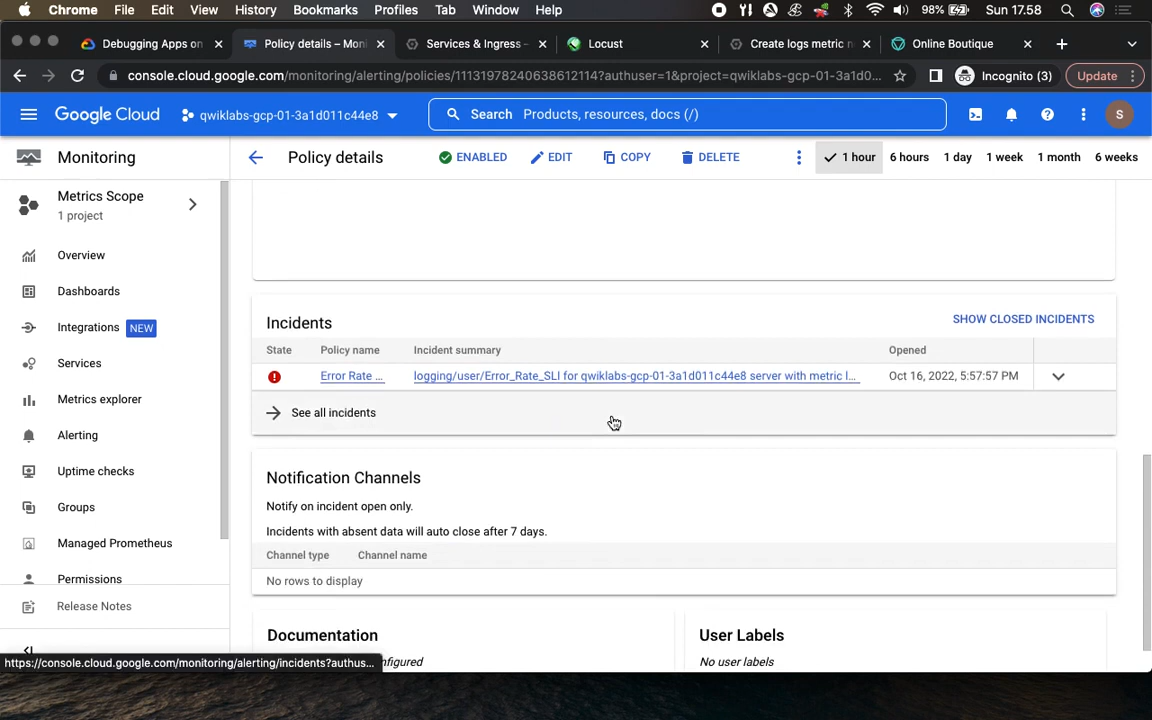 Chrome File Edit View History Bookmarks Profiles Tab Window Help 98% Sun 17.58
Debugging Apps on Policy details – Moni Services & Ingress – Locust Create logs metric Online Boutique
console.cloud.google.com/monitoring/alerting/policies/11131978240638612114?authuser=1&project=qwiklabs-gcp-01-3a1d0... Incognito (3) Update
Google Cloud qwiklabs-gcp-01-3a1d011c44e8 Search Products, resources, docs (/) S
Monitoring Policy details ENABLED EDIT COPY DELETE 1 hour 6 hours 1 day 1 week 1 month 6 weeks
Metrics Scope
1 project
Overview
Dashboards
Integrations NEW
Services
Metrics explorer
Alerting
Uptime checks
Groups
Managed Prometheus
Permissions
Release Notes
Incidents SHOW CLOSED INCIDENTS
State Policy name Incident summary Opened
Error Rate ... logging/user/Error_Rate_SLI for qwiklabs-gcp-01-3a1d011c44e8 server with metric l... Oct 16, 2022, 5:57:57 PM
See all incidents
Notification Channels
Notify on incident open only.
Incidents with absent data will auto close after 7 days.
Channel type Channel name
No rows to display
Documentation User Labels
figured No user labels
https://console.cloud.google.com/monitoring/alerting/incidents?authus...